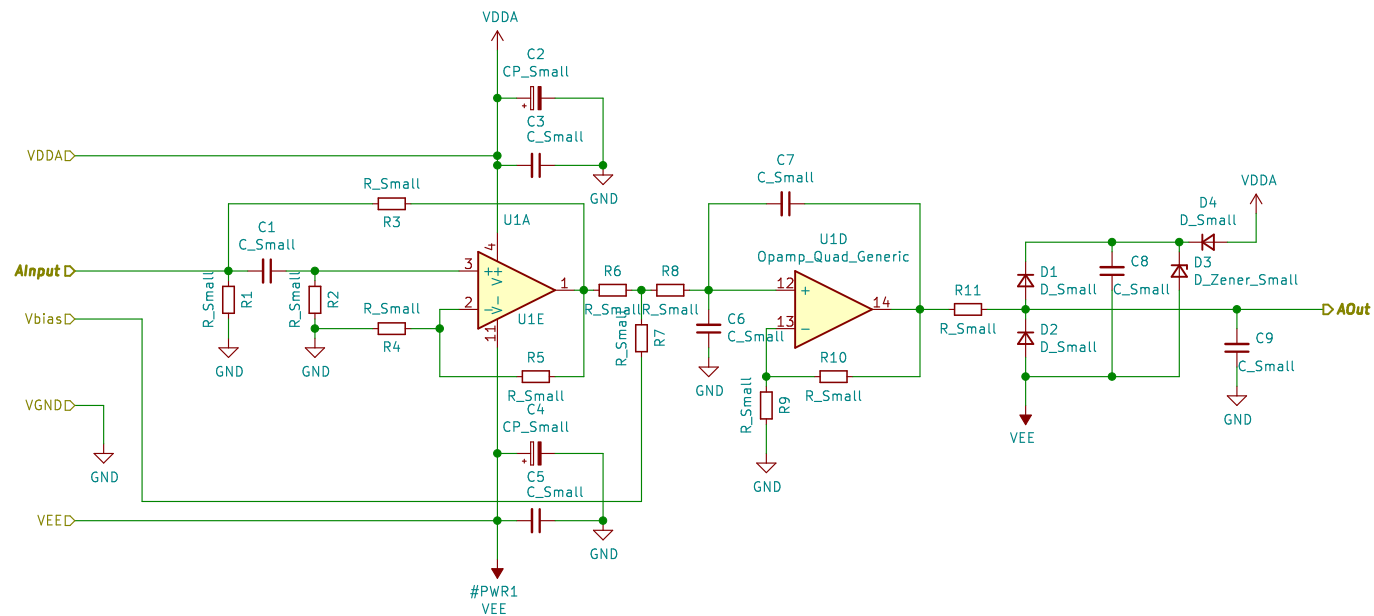 VDDA
C2
CP_Small
C3
C_Small
VDDA
GND
R_Small
R3
U1A
C1
C_Small
AInput
R_Small
R1
R_Small
R2
GND
GND
R_Small
R4
4
3
++
V+
1
2
V-
-
11
U1E
R5
R_Small
Vbias
VGND
GND
C4
CP_Small
C5
C_Small
GND
VEE
#PWR1
VEE
R6
R_Small
R8
R_Small
R_Small
R7
C7
C_Small
U1D
Opamp_Quad_Generic
12
+
14
13
-
C6
C_Small
GND
R10
R_Small
R_Small
R9
GND
R11
R_Small
D1
D_Small
D2
D_Small
VEE
C8
C_Small
D4
D_Small
VDDA
D3
D_Zener_Small
AOut
C9
C_Small
GND